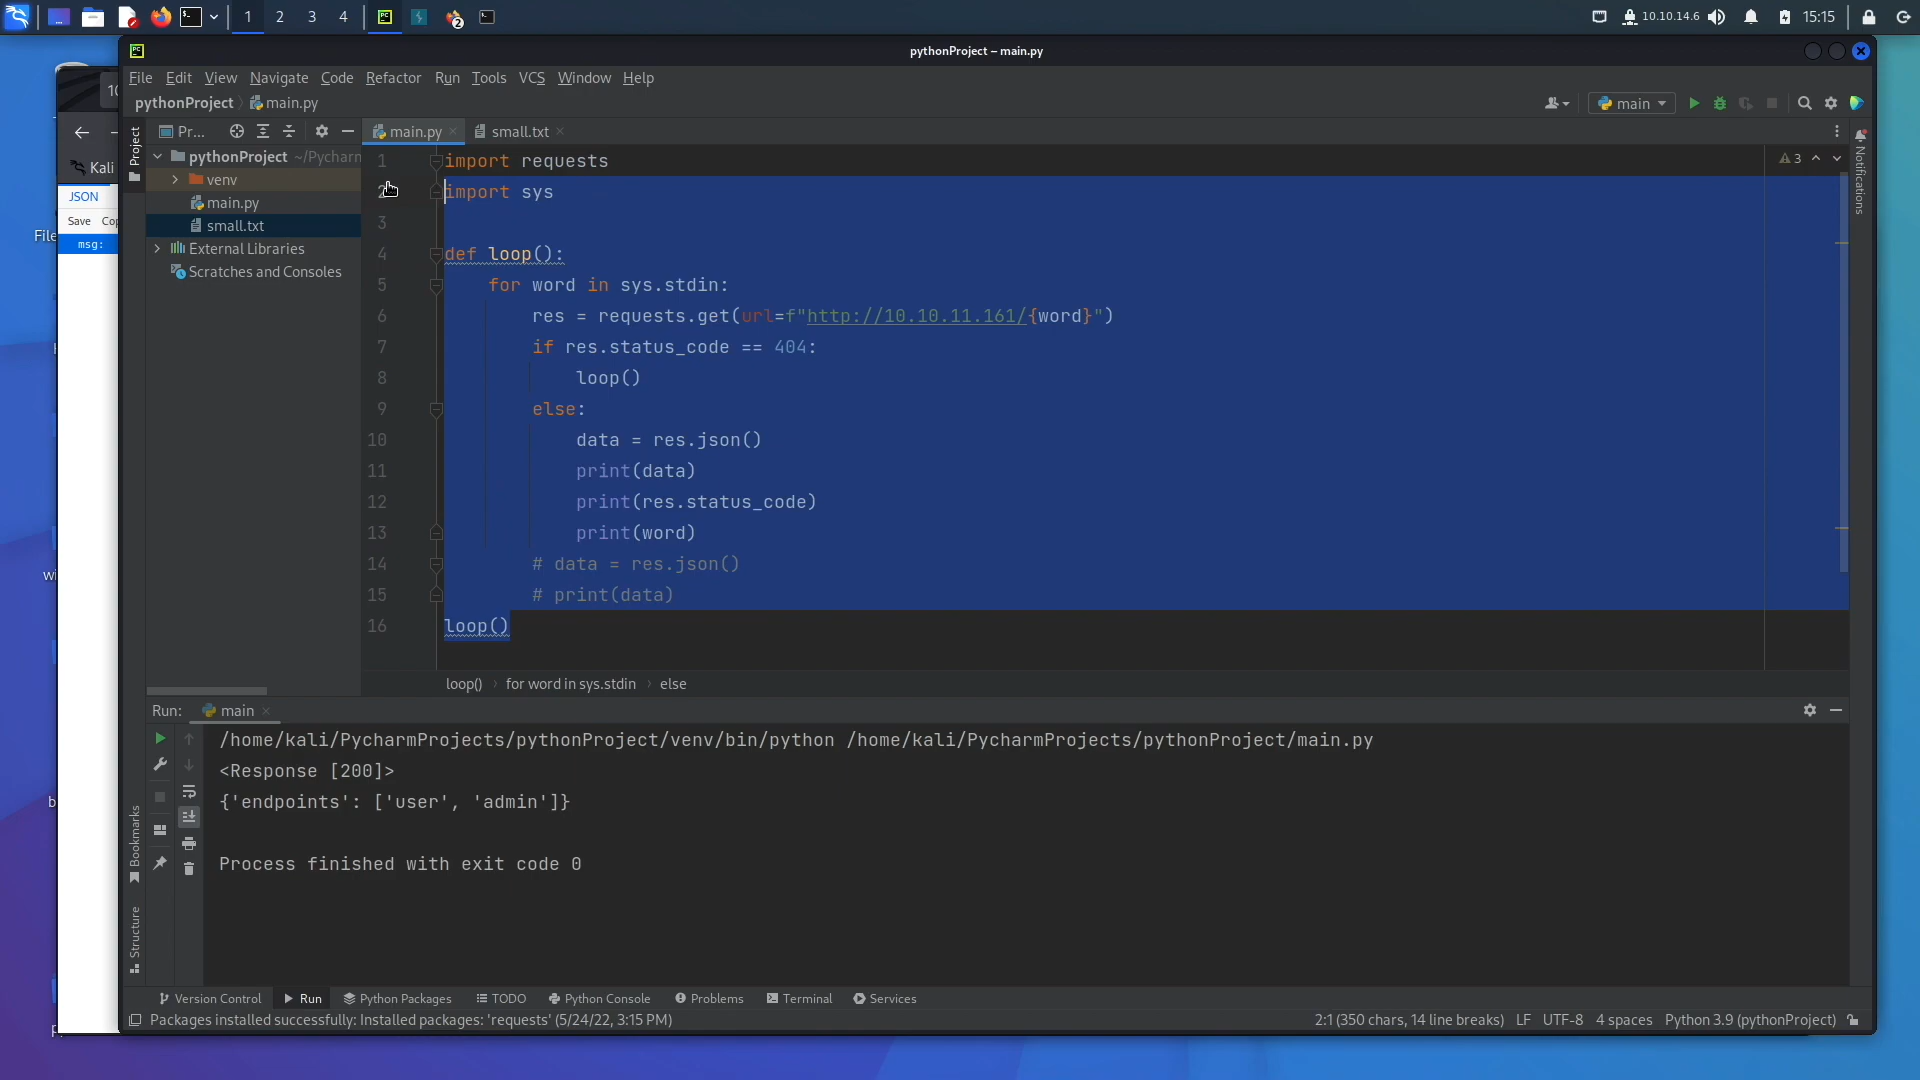 1 2 3 4 10.10.14.6 15:15
pythonProject – main.py
File Edit View Navigate Code Refactor Run Tools VCS Window Help
pythonProject main.py main
Pr... main.py small.txt
Project
Notifications
pythonProject ~/Pycharm
venv
main.py
small.txt
External Libraries
Scratches and Consoles
Kali
JSON
Save Cop
msg:
File
3
1 import requests
2 import sys
3
4 def loop():
5 for word in sys.stdin:
6 res = requests.get(url=f"http://10.10.11.161/{word}")
7 if res.status_code == 404:
8 loop()
9 else:
10 data = res.json()
11 print(data)
12 print(res.status_code)
13 print(word)
14 # data = res.json()
15 # print(data)
16 loop()
loop() for word in sys.stdin else
Run: main
/home/kali/PycharmProjects/pythonProject/venv/bin/python /home/kali/PycharmProjects/pythonProject/main.py
<Response [200]>
{'endpoints': ['user', 'admin']}
Process finished with exit code 0
Bookmarks
Structure
Version Control Run Python Packages TODO Python Console Problems Terminal Services
Packages installed successfully: Installed packages: 'requests' (5/24/22, 3:15 PM) 2:1 (350 chars, 14 line breaks) LF UTF-8 4 spaces Python 3.9 (pythonProject)